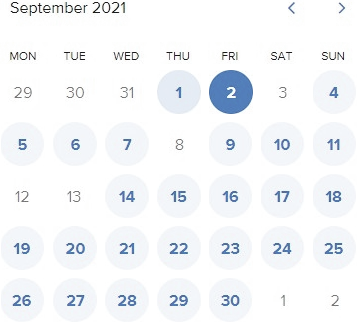 September 2021
MON TUE WED THU FRI SAT SUN
29 30 31 1 2 3 4
5 6 7 8 9 10 11
12 13 14 15 16 17 18
19 20 21 22 23 24 25
26 27 28 29 30 1 2